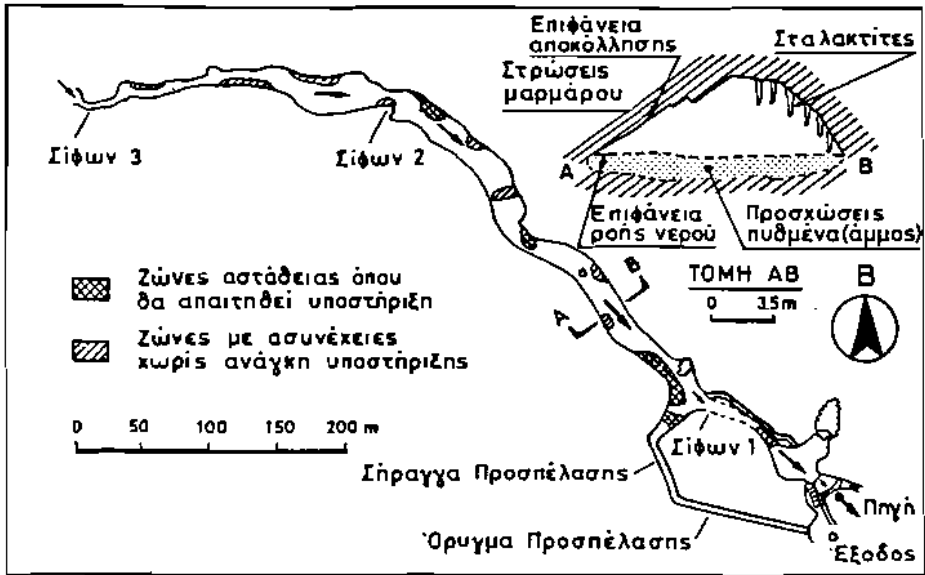 Επιφάνεια
αποκόλλησης
Στρώσεις
μαρμάρου
Σταλακτίτες
Α
Β
Επιφάνεια
ροής νερού
Προσχώσεις
πυθμένα (άμμος)
ΤΟΜΗ ΑΒ
0 3.5 m
Β
Σίφων 3
Σίφων 2
Β
Α
Ζώνες αστάθειας όπου
θα απαιτηθεί υποστήριξη
Ζώνες με ασυνέχειες
χωρίς ανάγκη υποστήριξης
0 50 100 150 200 m
Σίφων 1
Σήραγγα Προσπέλασης
Όρυγμα Προσπέλασης
Πηγή
Έξοδος